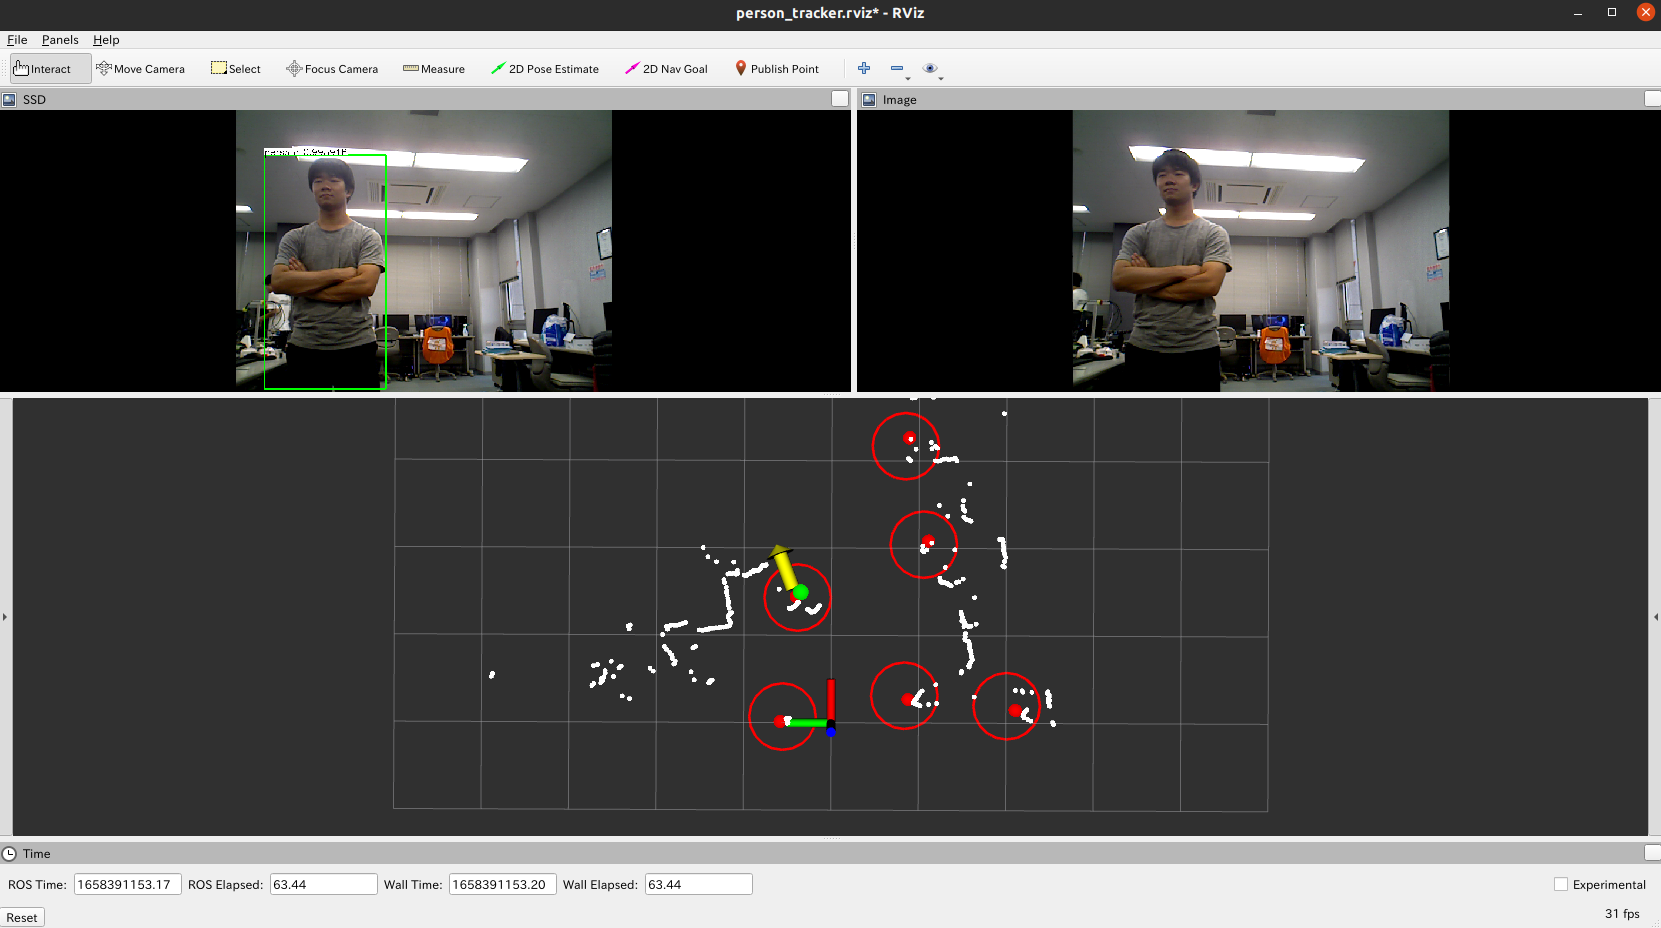 person_tracker.rviz* - RViz
File Panels Help
Interact Move Camera Select Focus Camera Measure 2D Pose Estimate 2D Nav Goal Publish Point
SSD
Image
Time
ROS Time: 1658391153.17 ROS Elapsed: 63.44 Wall Time: 1658391153.20 Wall Elapsed: 63.44 Experimental
Reset 31 fps